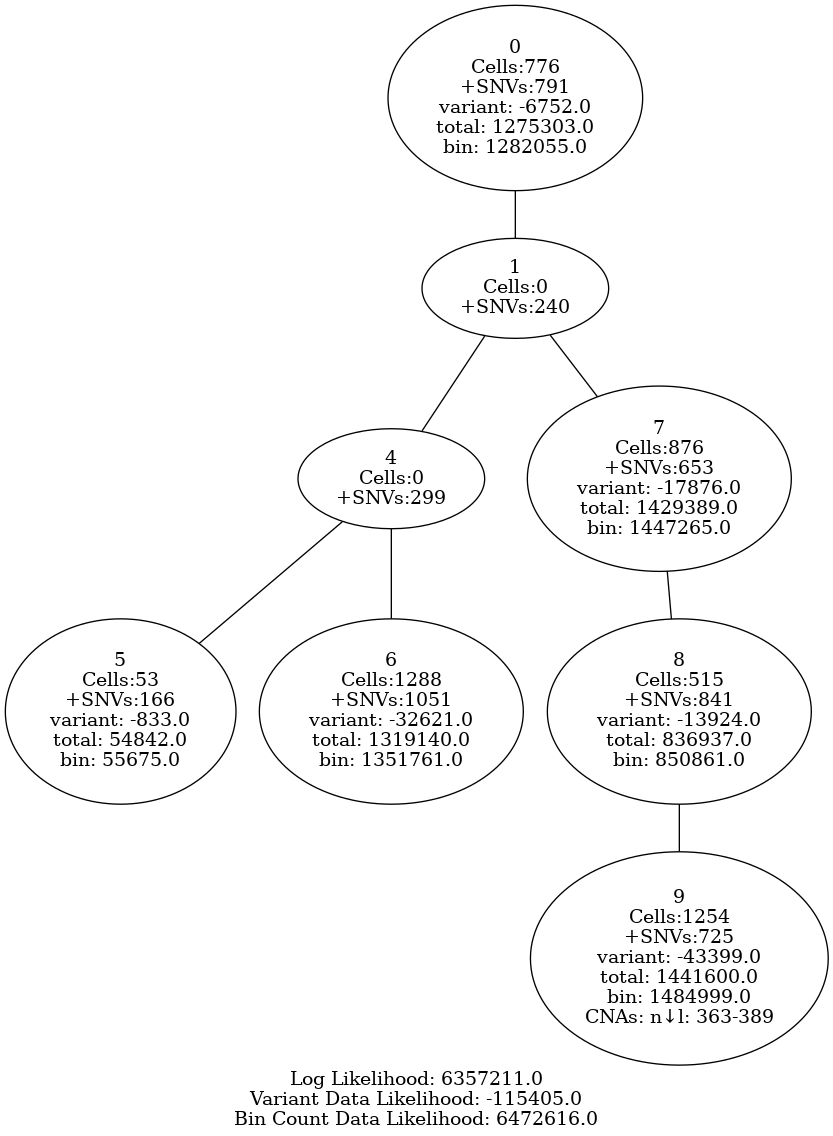 0
Cells:776
+SNVs:791
variant: -6752.0
total: 1275303.0
bin: 1282055.0
1
Cells:0
+SNVs:240
4
Cells:0
+SNVs:299
7
Cells:876
+SNVs:653
variant: -17876.0
total: 1429389.0
bin: 1447265.0
5
Cells:53
+SNVs:166
variant: -833.0
total: 54842.0
bin: 55675.0
6
Cells:1288
+SNVs:1051
variant: -32621.0
total: 1319140.0
bin: 1351761.0
8
Cells:515
+SNVs:841
variant: -13924.0
total: 836937.0
bin: 850861.0
9
Cells:1254
+SNVs:725
variant: -43399.0
total: 1441600.0
bin: 1484999.0
CNAs: n↓l: 363-389
Log Likelihood: 6357211.0
Variant Data Likelihood: -115405.0
Bin Count Data Likelihood: 6472616.0